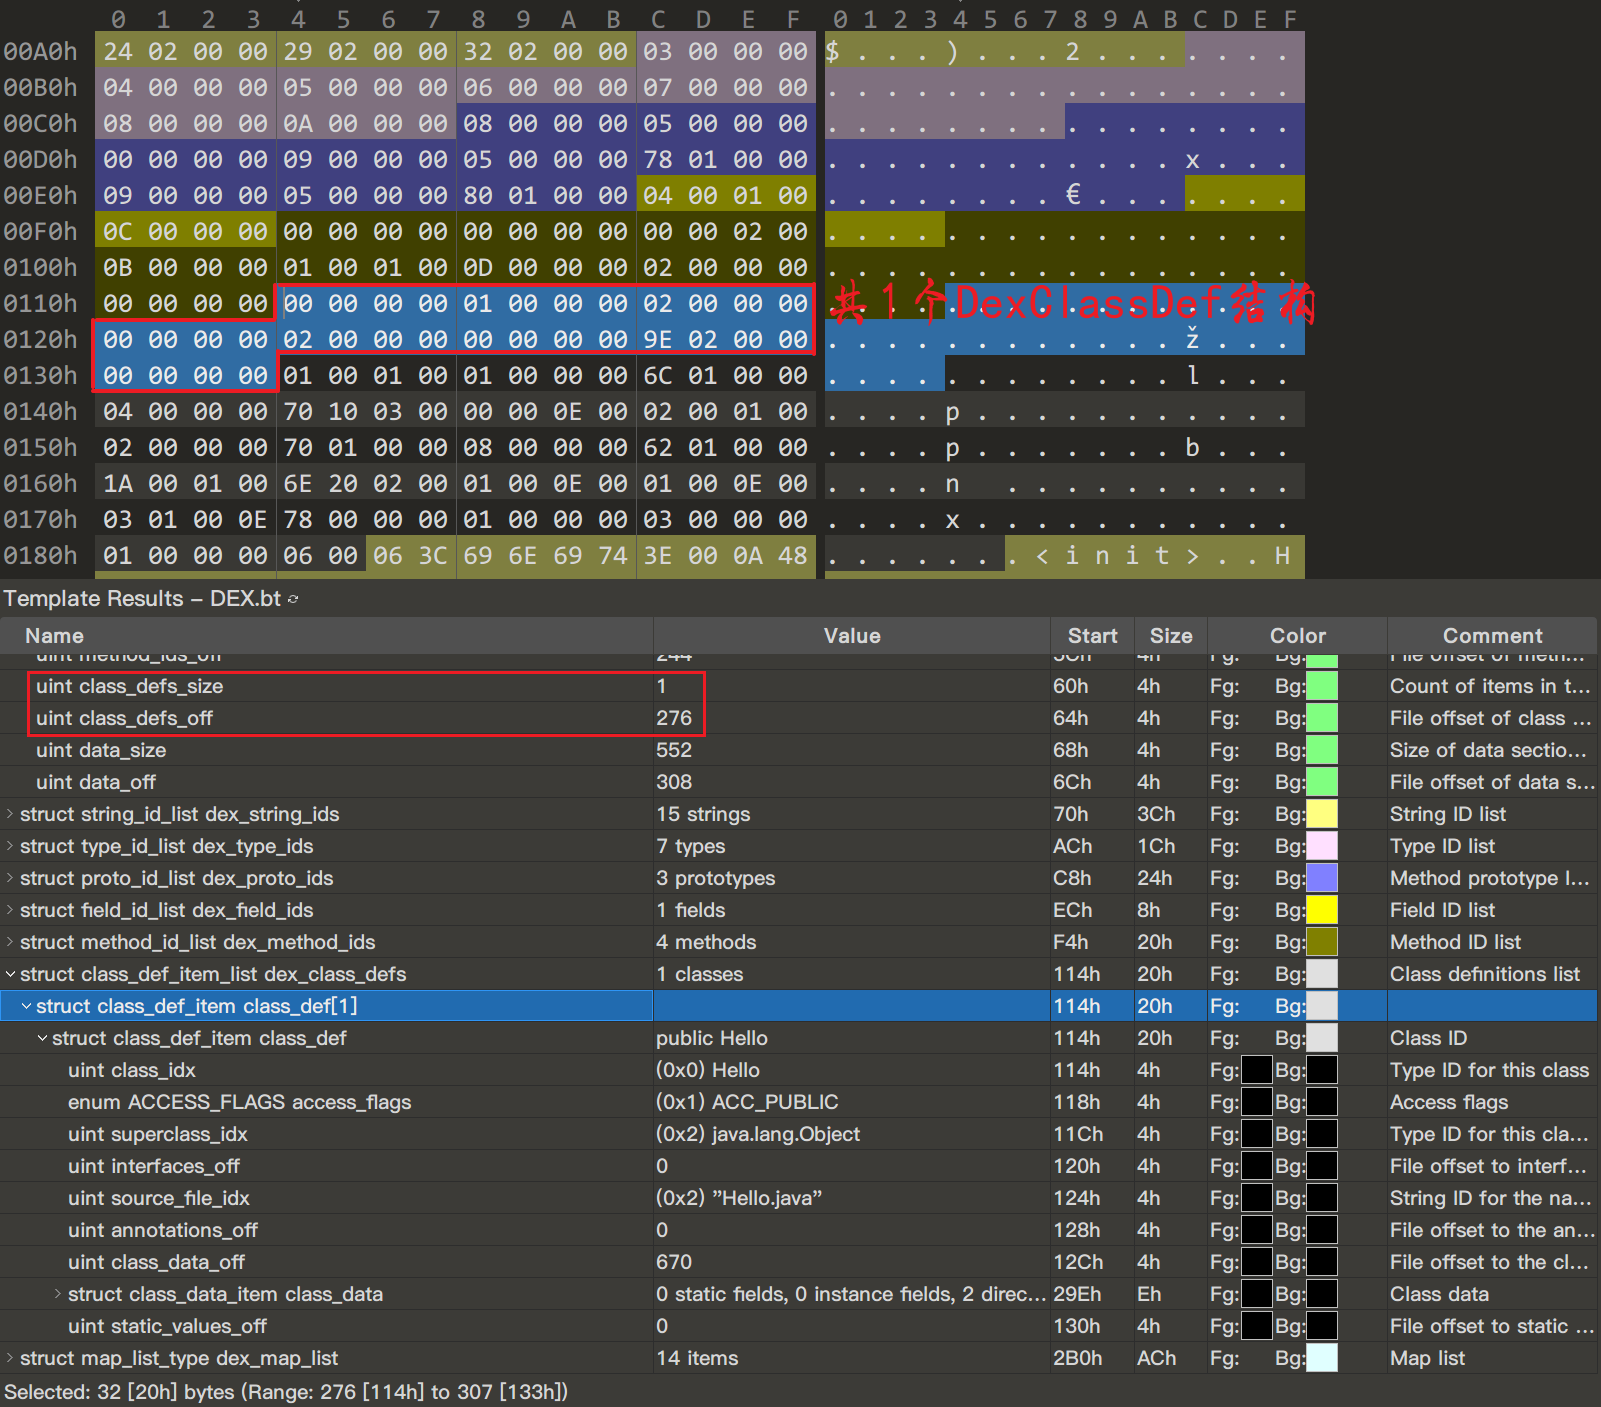 0 1 2 3 4 5 6 7 8 9 A B C D E F 0 1 2 3 4 5 6 7 8 9 A B C D E F
00A0h 24 02 00 00 29 02 00 00 32 02 00 00 03 00 00 00 $ . . . ) . . . 2 . . . . . . .
00B0h 04 00 00 00 05 00 00 00 06 00 00 00 07 00 00 00 . . . . . . . . . . . . . . . .
00C0h 08 00 00 00 0A 00 00 00 08 00 00 00 05 00 00 00 . . . . . . . . . . . . . . . .
00D0h 00 00 00 00 09 00 00 00 05 00 00 00 78 01 00 00 . . . . . . . . . . . . x . . .
00E0h 09 00 00 00 05 00 00 00 80 01 00 00 04 00 01 00 . . . . . . . . € . . . . . . .
00F0h 0C 00 00 00 00 00 00 00 00 00 00 00 00 00 02 00 . . . . . . . . . . . . . . . .
0100h 0B 00 00 00 01 00 01 00 0D 00 00 00 02 00 00 00 . . . . . . . . . . . . . . . .
0110h 00 00 00 00 00 00 00 00 01 00 00 00 02 00 00 00 共1个DexClassDef结构
0120h 00 00 00 00 02 00 00 00 00 00 00 00 9E 02 00 00 . . . . . . . . . . . . ž . . .
0130h 00 00 00 00 01 00 01 00 01 00 00 00 6C 01 00 00 . . . . . . . . . . . . l . . .
0140h 04 00 00 00 70 10 03 00 00 00 0E 00 02 00 01 00 . . . . p . . . . . . . . . . .
0150h 02 00 00 00 70 01 00 00 08 00 00 00 62 01 00 00 . . . . p . . . . . . . b . . .
0160h 1A 00 01 00 6E 20 02 00 01 00 0E 00 01 00 0E 00 . . . . n . . . . . . . . . .
0170h 03 01 00 0E 78 00 00 00 01 00 00 00 03 00 00 00 . . . . x . . . . . . . . . . .
0180h 01 00 00 00 06 00 06 3C 69 6E 69 74 3E 00 0A 48 . . . . . . . < i n i t > . . H
Template Results – DEX.bt
Name Value Start Size Color Comment
uint method_ids_off 244 5Ch 4h Fg: Bg: File offset of meth...
uint class_defs_size 1 60h 4h Fg: Bg: Count of items in t...
uint class_defs_off 276 64h 4h Fg: Bg: File offset of class ...
uint data_size 552 68h 4h Fg: Bg: Size of data sectio...
uint data_off 308 6Ch 4h Fg: Bg: File offset of data s...
struct string_id_list dex_string_ids 15 strings 70h 3Ch Fg: Bg: String ID list
struct type_id_list dex_type_ids 7 types ACh 1Ch Fg: Bg: Type ID list
struct proto_id_list dex_proto_ids 3 prototypes C8h 24h Fg: Bg: Method prototype l...
struct field_id_list dex_field_ids 1 fields ECh 8h Fg: Bg: Field ID list
struct method_id_list dex_method_ids 4 methods F4h 20h Fg: Bg: Method ID list
struct class_def_item_list dex_class_defs 1 classes 114h 20h Fg: Bg: Class definitions list
struct class_def_item class_def[1] 114h 20h Fg: Bg:
struct class_def_item class_def public Hello 114h 20h Fg: Bg: Class ID
uint class_idx (0x0) Hello 114h 4h Fg: Bg: Type ID for this class
enum ACCESS_FLAGS access_flags (0x1) ACC_PUBLIC 118h 4h Fg: Bg: Access flags
uint superclass_idx (0x2) java.lang.Object 11Ch 4h Fg: Bg: Type ID for this cla...
uint interfaces_off 0 120h 4h Fg: Bg: File offset to interf...
uint source_file_idx (0x2) "Hello.java" 124h 4h Fg: Bg: String ID for the na...
uint annotations_off 0 128h 4h Fg: Bg: File offset to the an...
uint class_data_off 670 12Ch 4h Fg: Bg: File offset to the cl...
struct class_data_item class_data 0 static fields, 0 instance fields, 2 direc... 29Eh Eh Fg: Bg: Class data
uint static_values_off 0 130h 4h Fg: Bg: File offset to static ...
struct map_list_type dex_map_list 14 items 2B0h ACh Fg: Bg: Map list
Selected: 32 [20h] bytes (Range: 276 [114h] to 307 [133h])